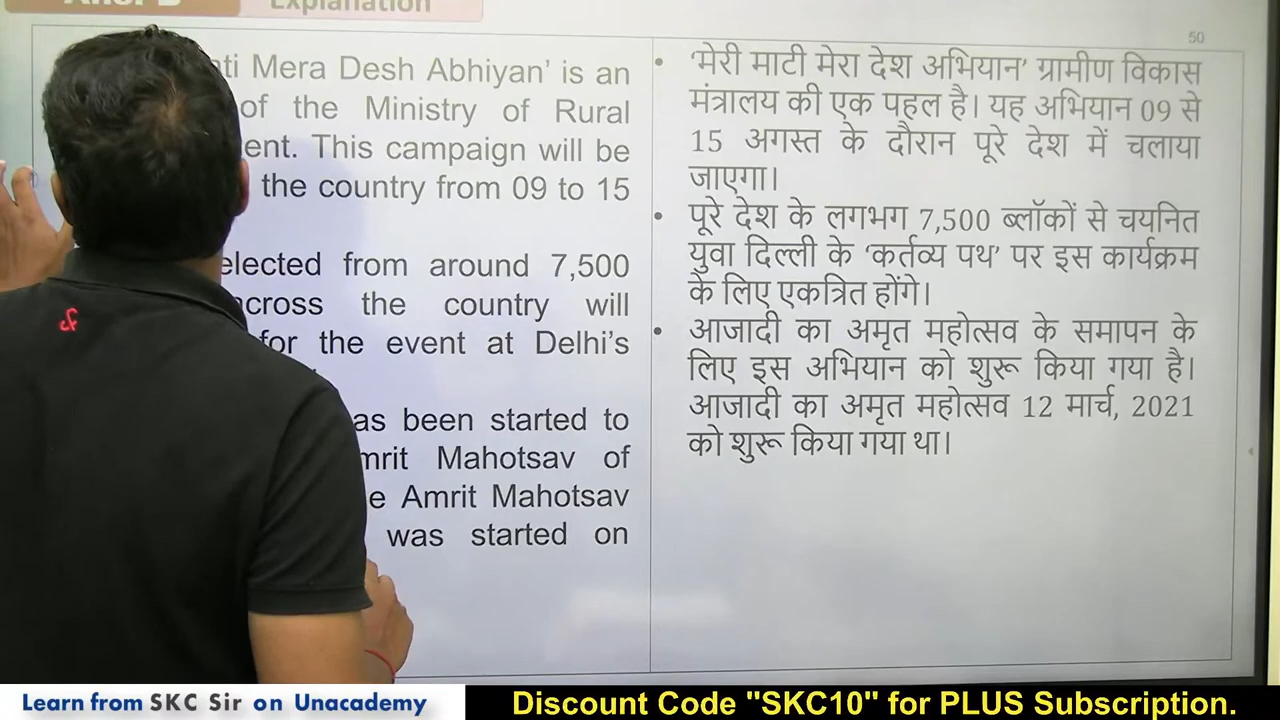 Explanation
50
Mera Desh Abhiyan' is an
of the Ministry of Rural
This campaign will be
the country from 09 to 15
from around 7,500
across the country will
for the event at Delhi's
as been started to
Mahotsav of
Amrit Mahotsav
was started on
• 'मेरी माटी मेरा देश अभियान' ग्रामीण विकास
मंत्रालय की एक पहल है। यह अभियान 09 से
15 अगस्त के दौरान पूरे देश में चलाया
जाएगा।
• पूरे देश के लगभग 7,500 ब्लॉकों से चयनित
युवा दिल्ली के 'कर्तव्य पथ' पर इस कार्यक्रम
के लिए एकत्रित होंगे।
• आजादी का अमृत महोत्सव के समापन के
लिए इस अभियान को शुरू किया गया है।
आजादी का अमृत महोत्सव 12 मार्च, 2021
को शुरू किया गया था।
Learn from SKC Sir on Unacademy
Discount Code "SKC10" for PLUS Subscription.